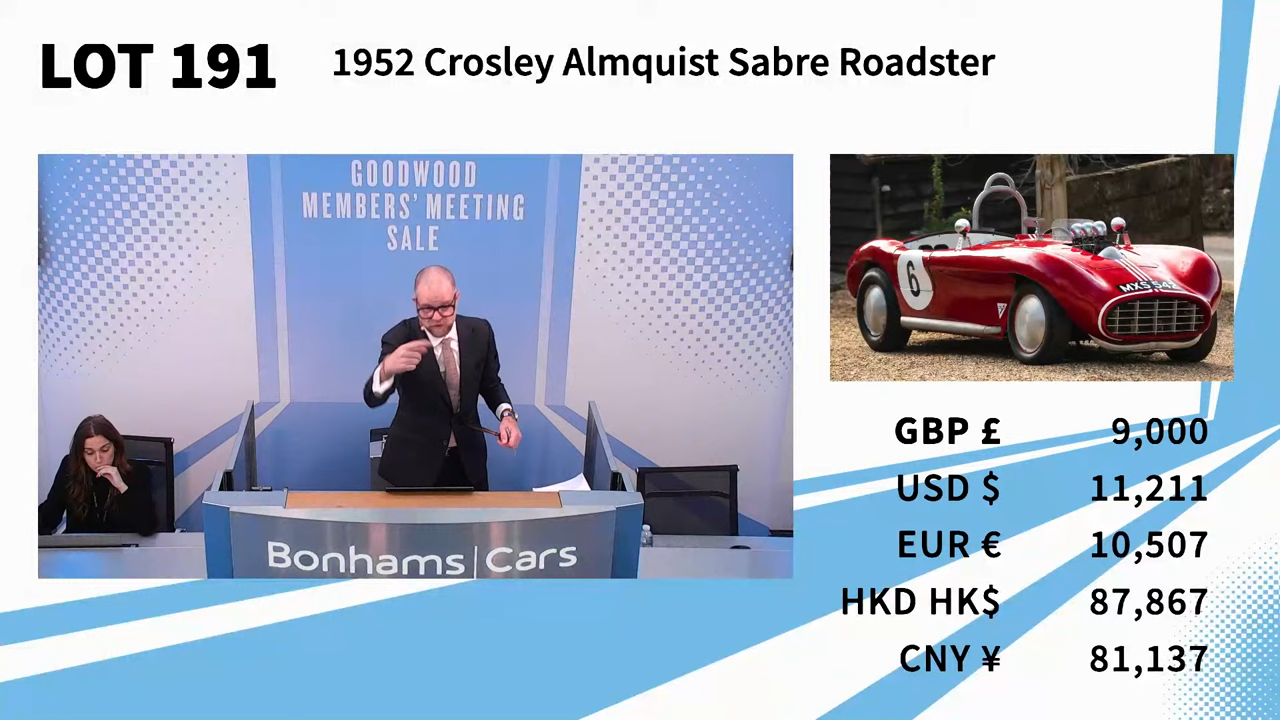 LOT 191
1952 Crosley Almquist Sabre Roadster
GOODWOOD
MEMBERS' MEETING
SALE
Bonhams|Cars
6
MXS 542
GBP £ 9,000
USD $ 11,211
EUR € 10,507
HKD HK$ 87,867
CNY ¥ 81,137